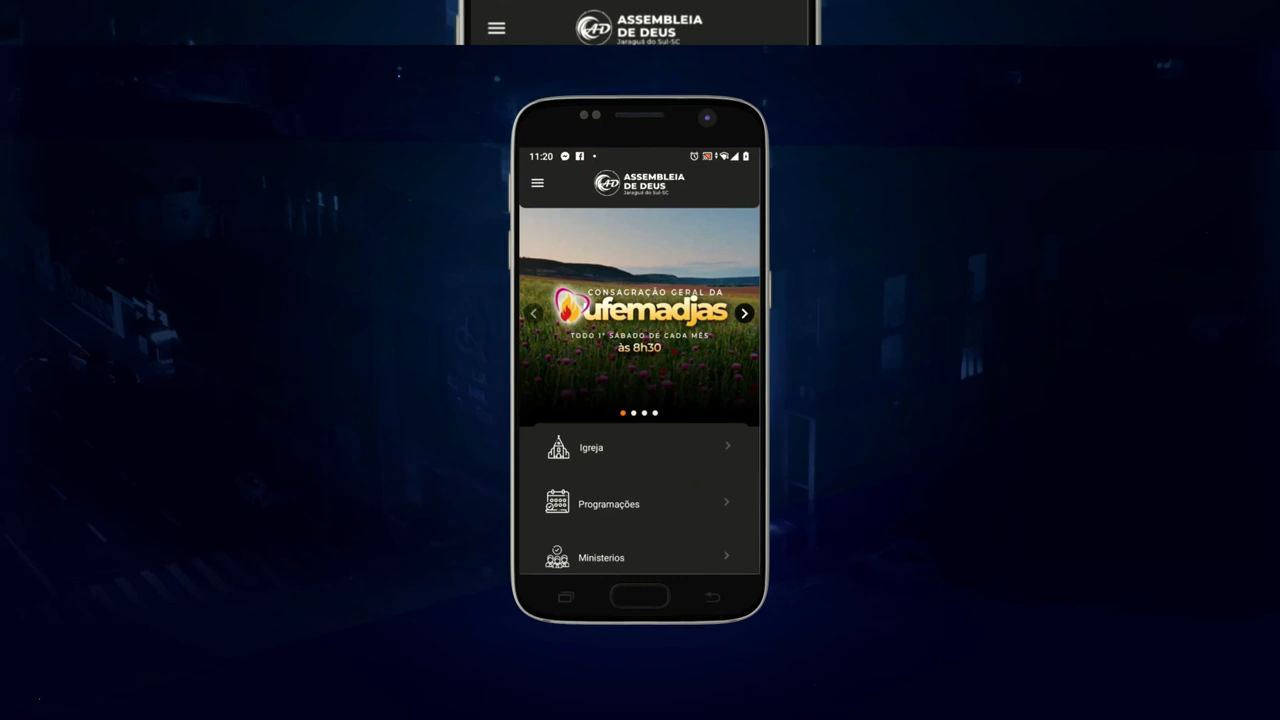 ASSEMBLEIA
DE DEUS
Jaraguá do Sul-SC
11:20
ASSEMBLEIA
DE DEUS
Jaraguá do Sul-SC
CONSAGRAÇÃO GERAL DA
ufemadjas
TODO 1º SÁBADO DE CADA MÊS
às 8h30
Igreja
Programações
Ministerios